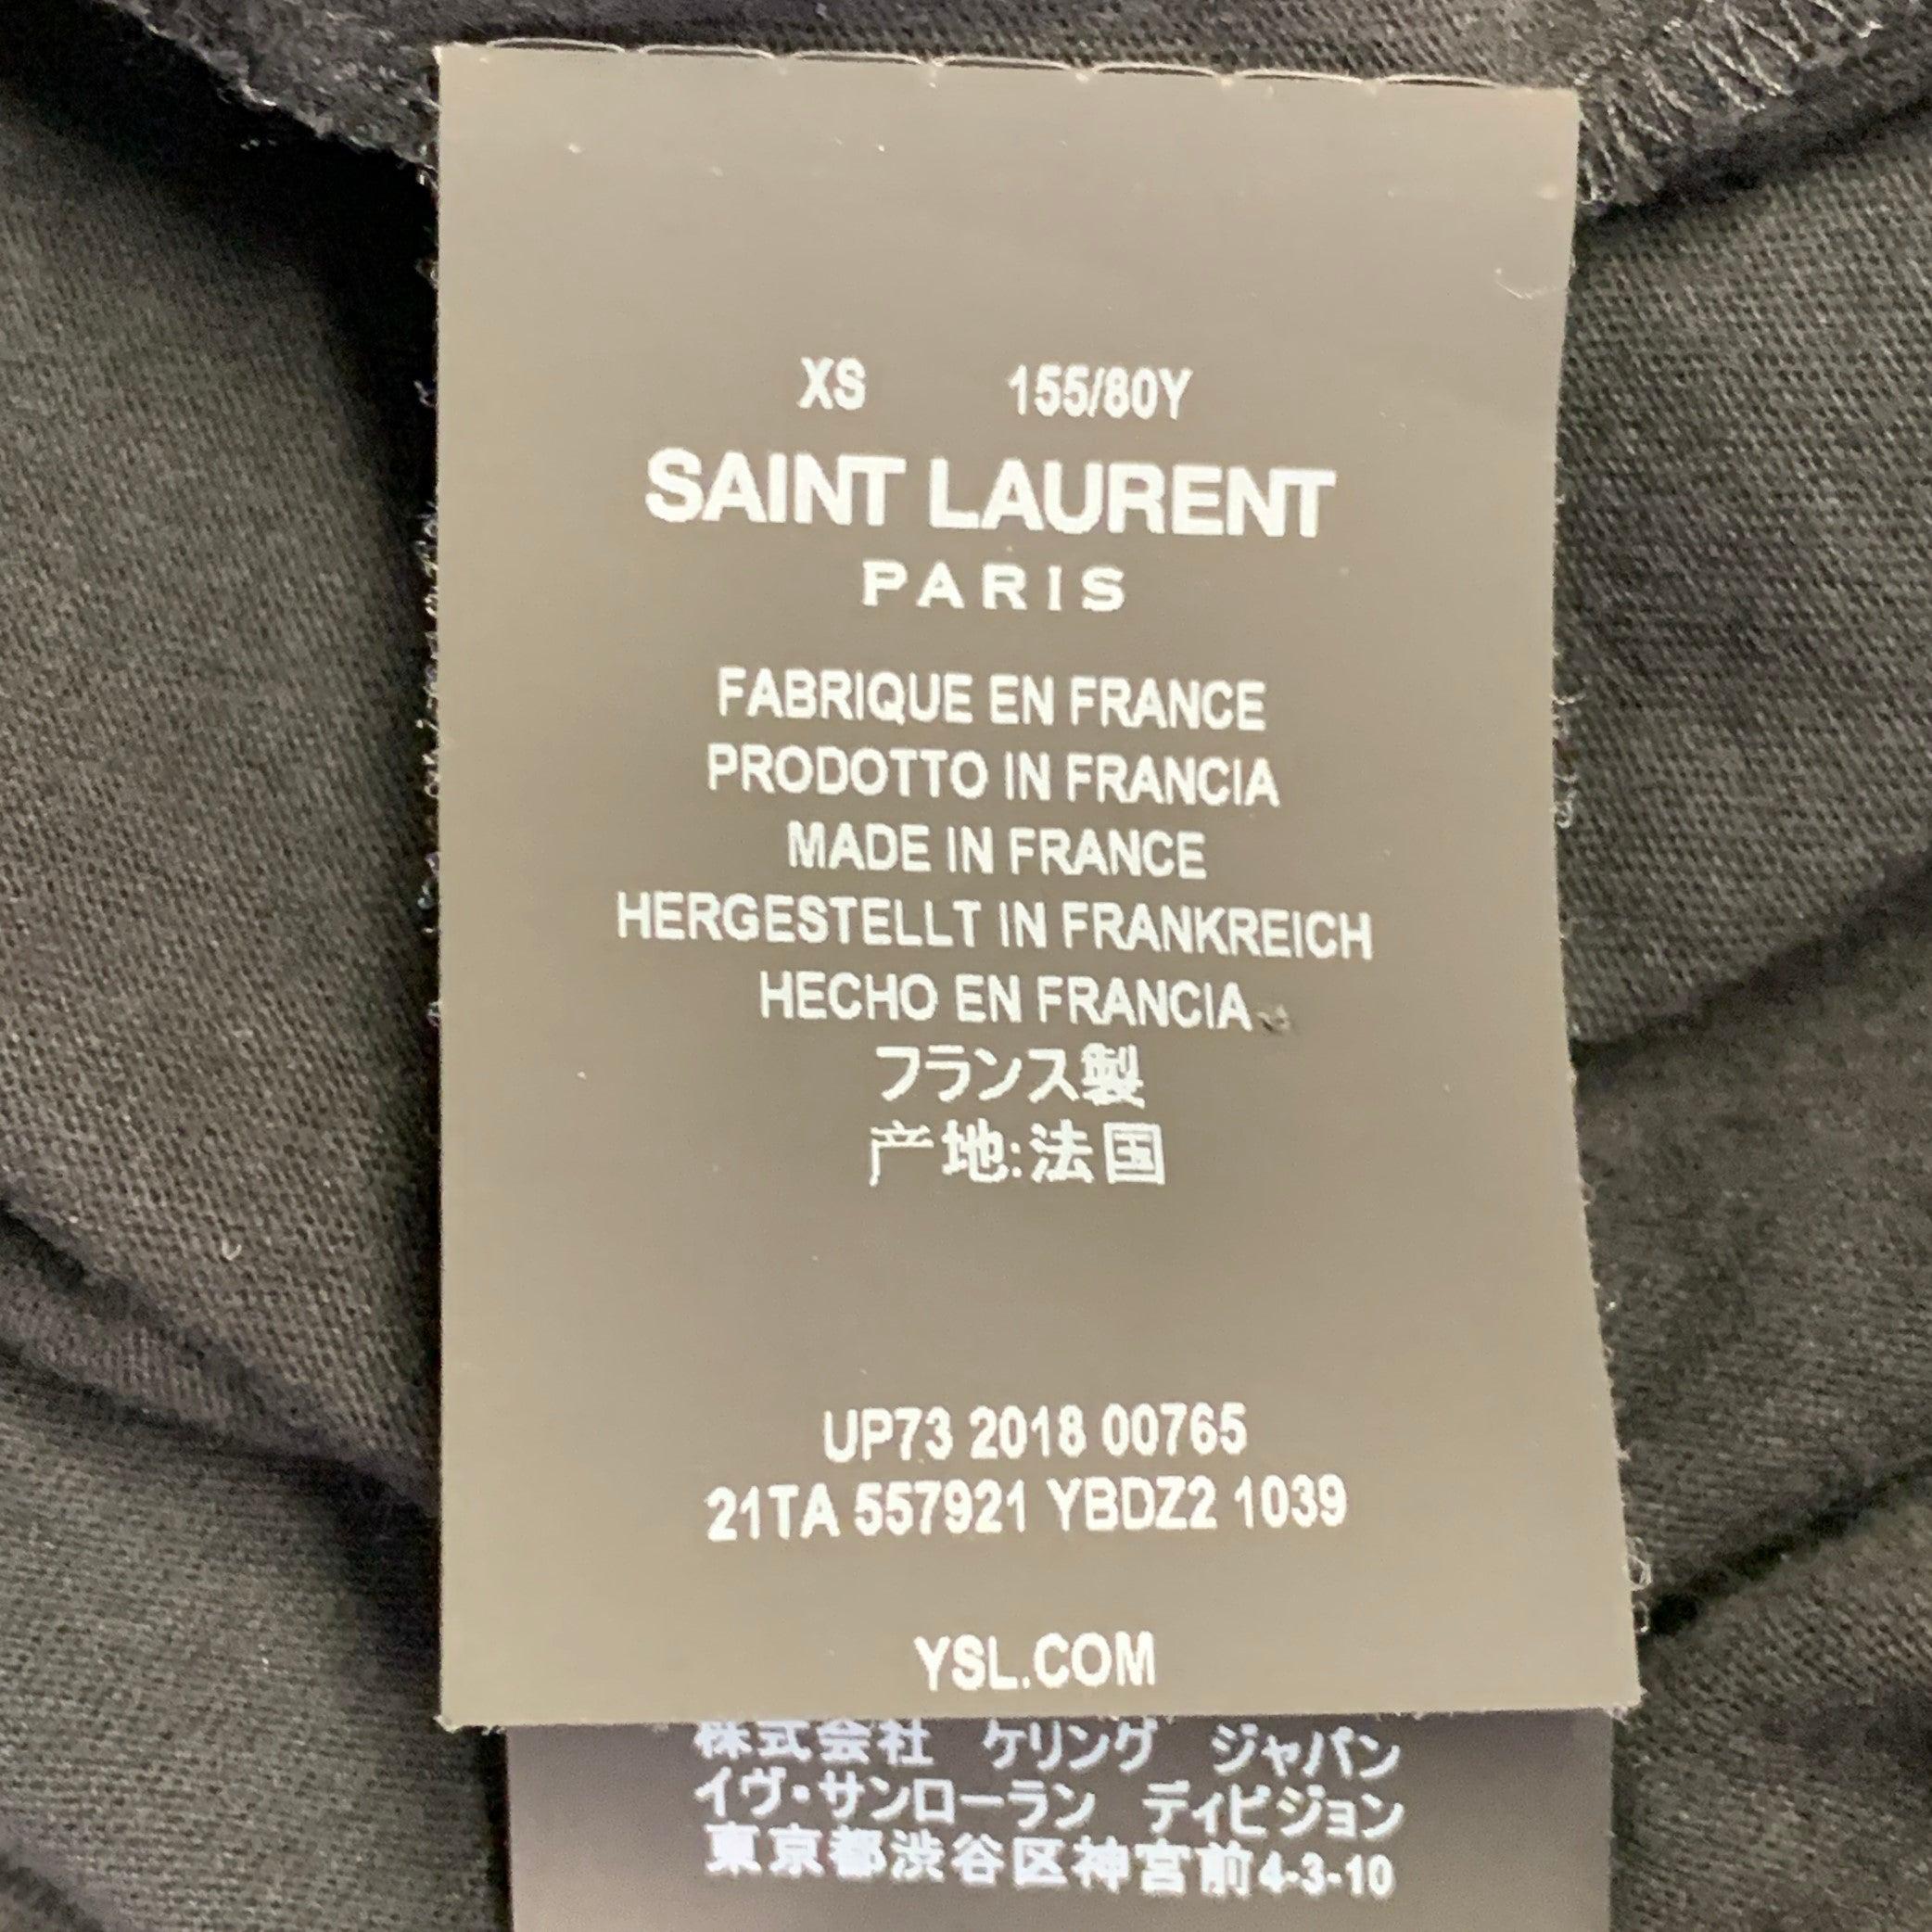 XS 155/80Y
SAINT LAURENT
PARIS
FABRIQUE EN FRANCE
PRODOTTO IN FRANCIA
MADE IN FRANCE
HERGESTELLT IN FRANKREICH
HECHO EN FRANCIA
フランス製
产地:法国
UP73 2018 00765
21TA 557921 YBDZ2 1039
YSL.COM
株式会社 ケリング ジャパン
イヴ・サンローラン ディビジョン
東京都渋谷区神宮前4-3-10